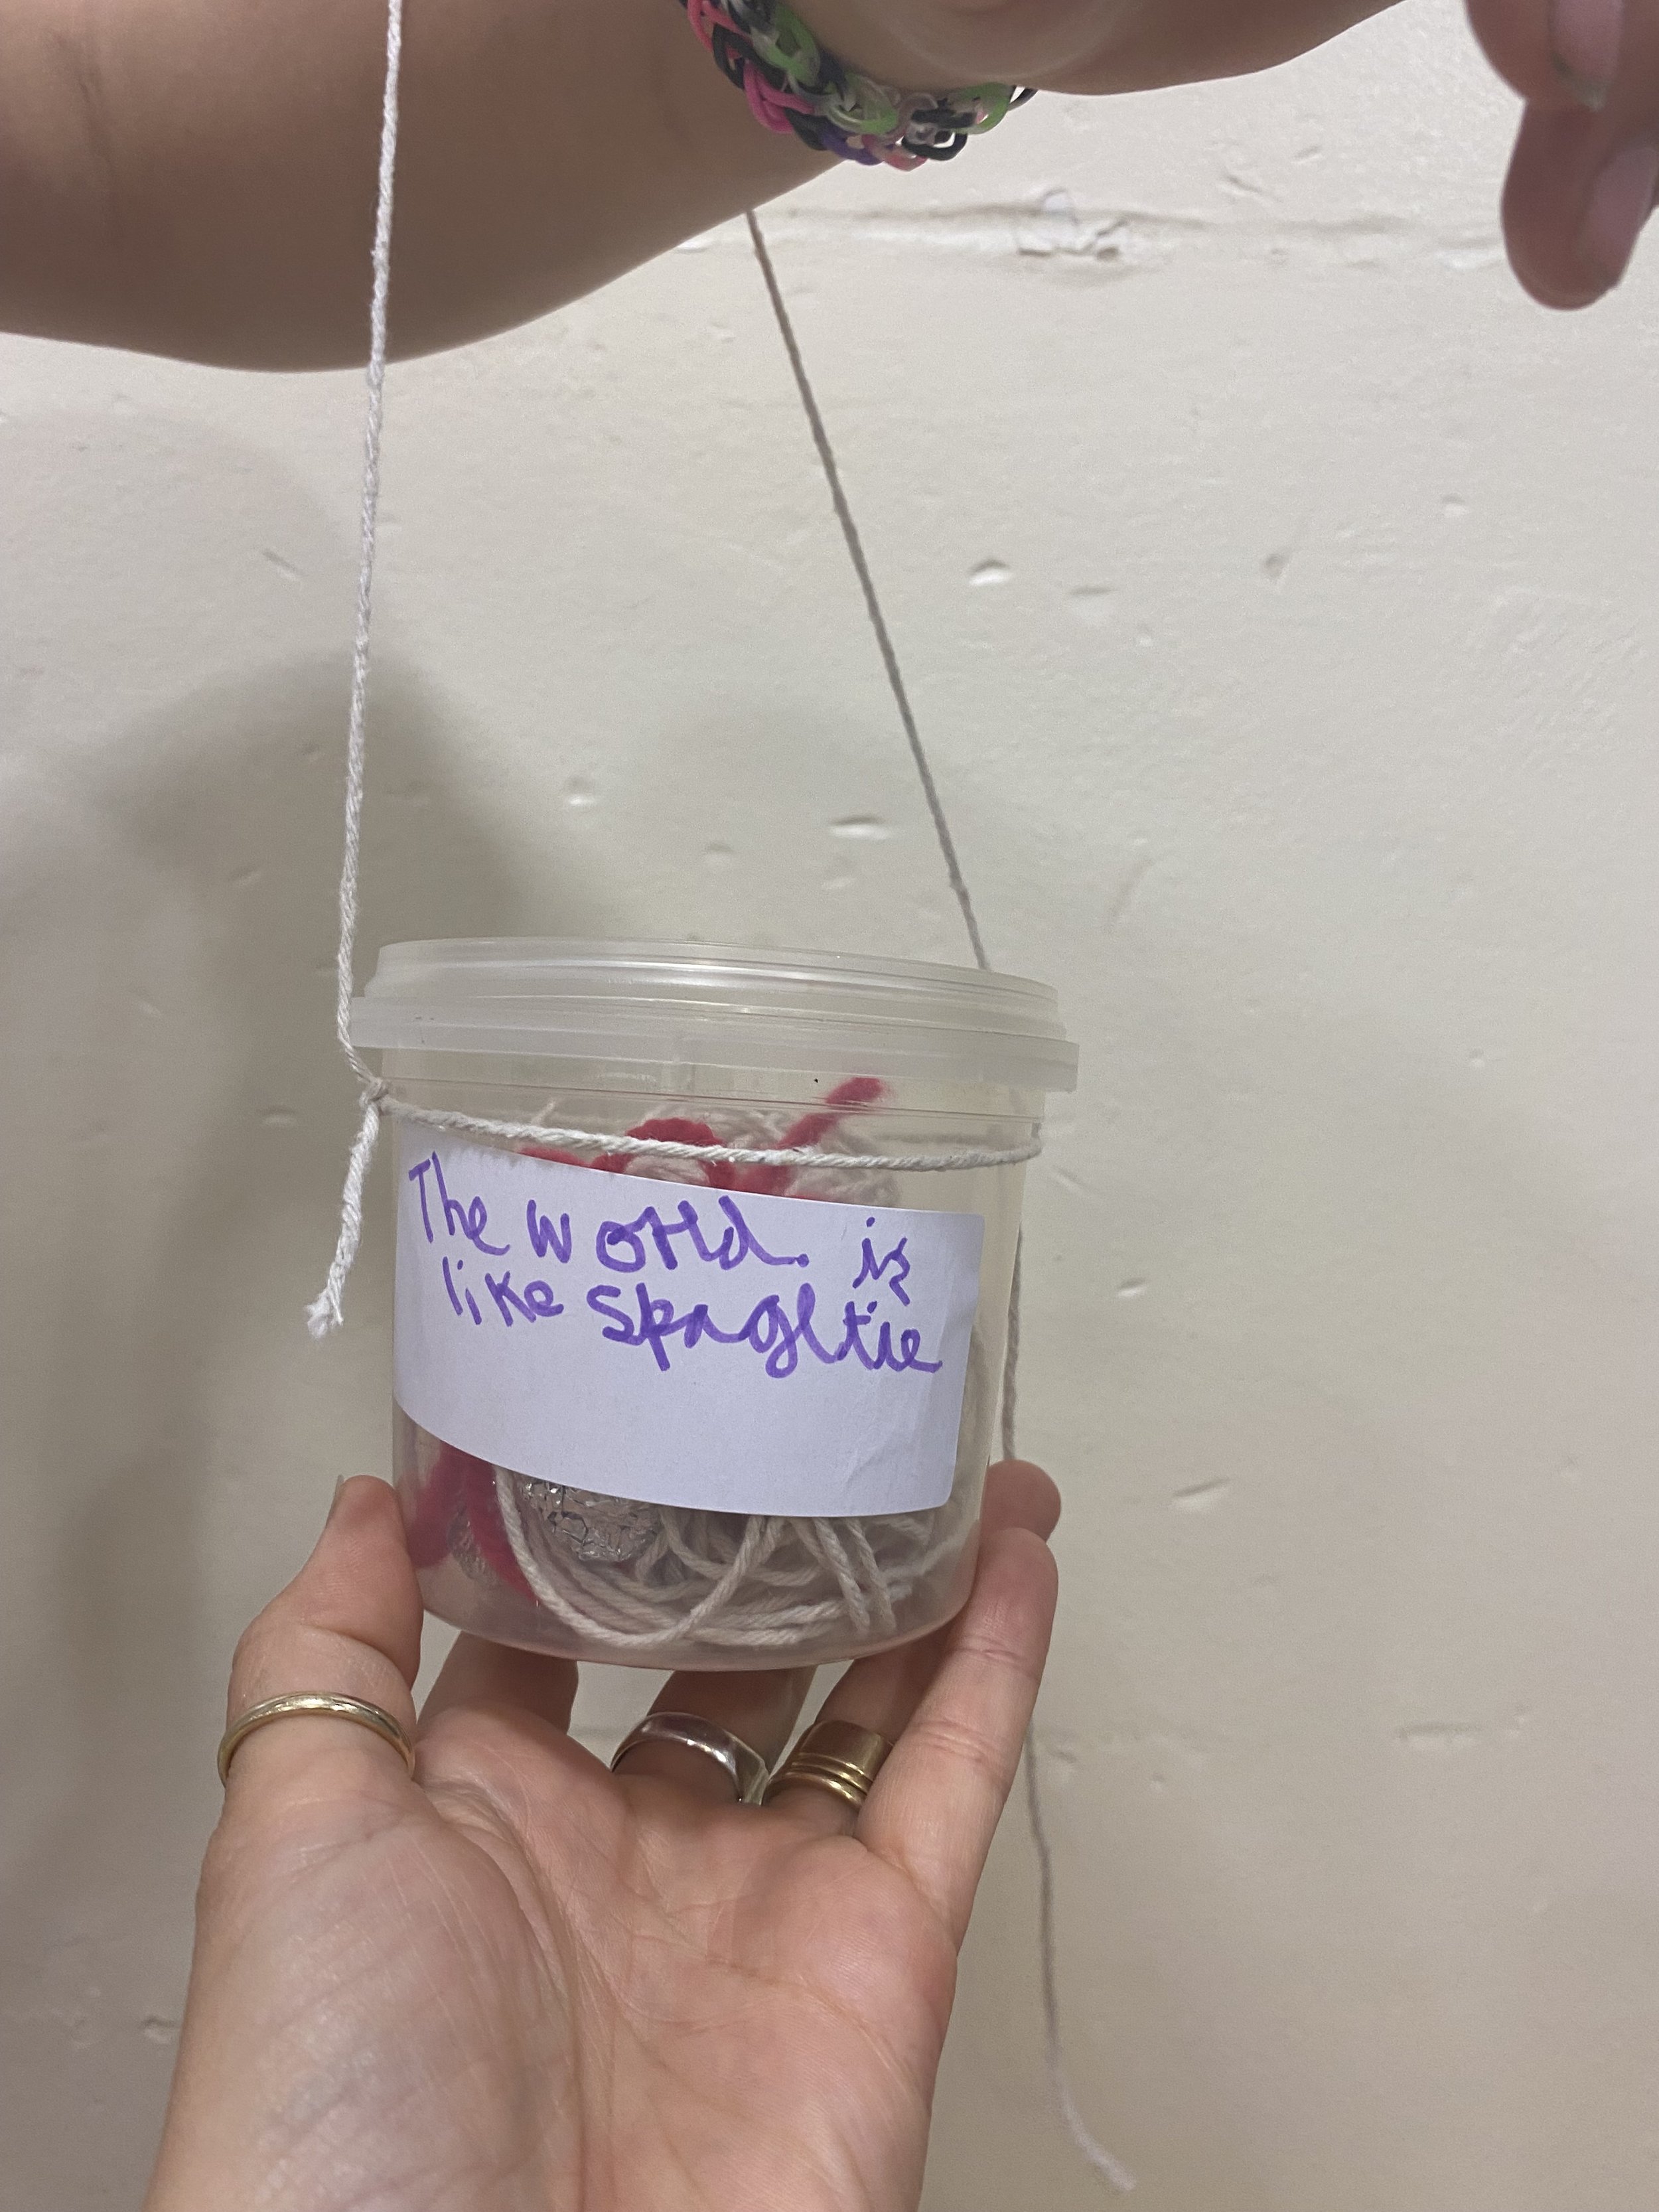 The world. is
like Spagltie